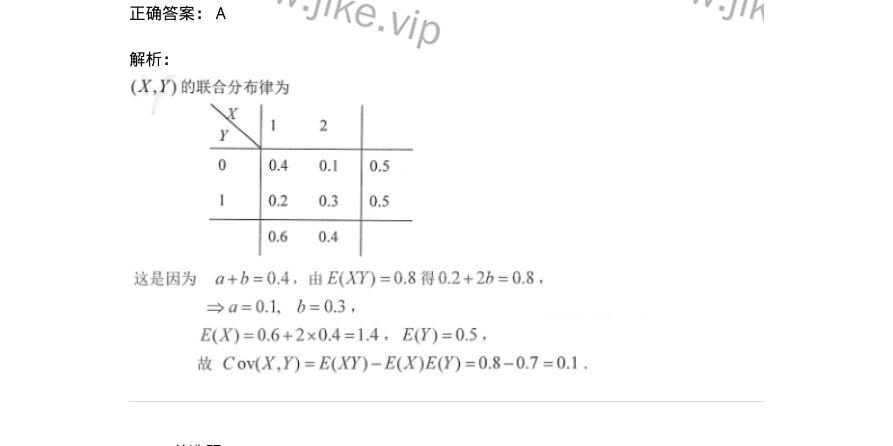 正确答案： A
w.jike.vip
解析：
(X,Y) 的联合分布律为
X
Y 1 2
0 0.4 0.1 0.5
1 0.2 0.3 0.5
0.6 0.4
这是因为 a+b=0.4，由 E(XY)=0.8 得 0.2+2b=0.8，
⇒a=0.1, b=0.3，
E(X)=0.6+2×0.4=1.4，E(Y)=0.5，
故 Cov(X,Y)=E(XY)−E(X)E(Y)=0.8−0.7=0.1．